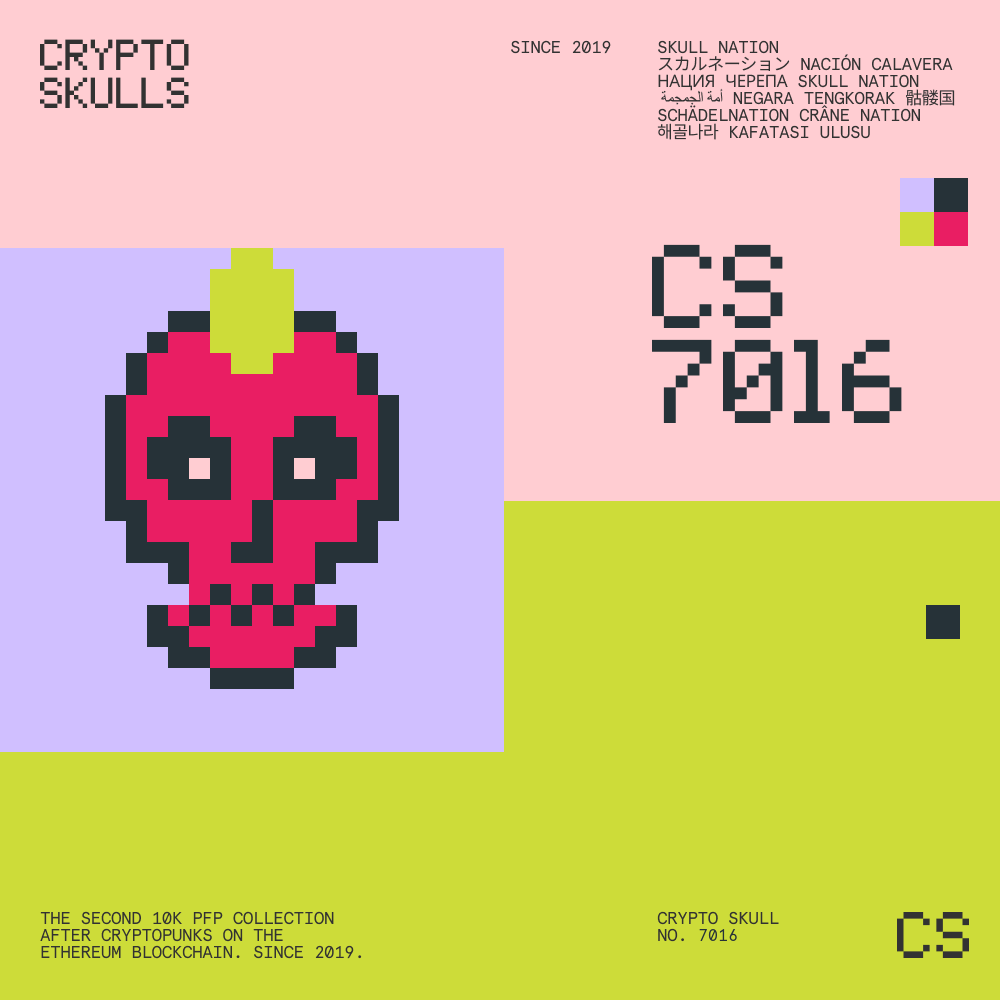 CRYPTO
SKULLS
SINCE 2019
SKULL NATION
スカルネーション NACIÓN CALAVERA
НАЦИЯ ЧЕРЕПА SKULL NATION
أمة الجمجمة NEGARA TENGKORAK 骷髅国
SCHÄDELNATION CRÂNE NATION
해골나라 KAFATASI ULUSU
CS
7016
THE SECOND 10K PFP COLLECTION
AFTER CRYPTOPUNKS ON THE
ETHEREUM BLOCKCHAIN. SINCE 2019.
CRYPTO SKULL
NO. 7016
CS